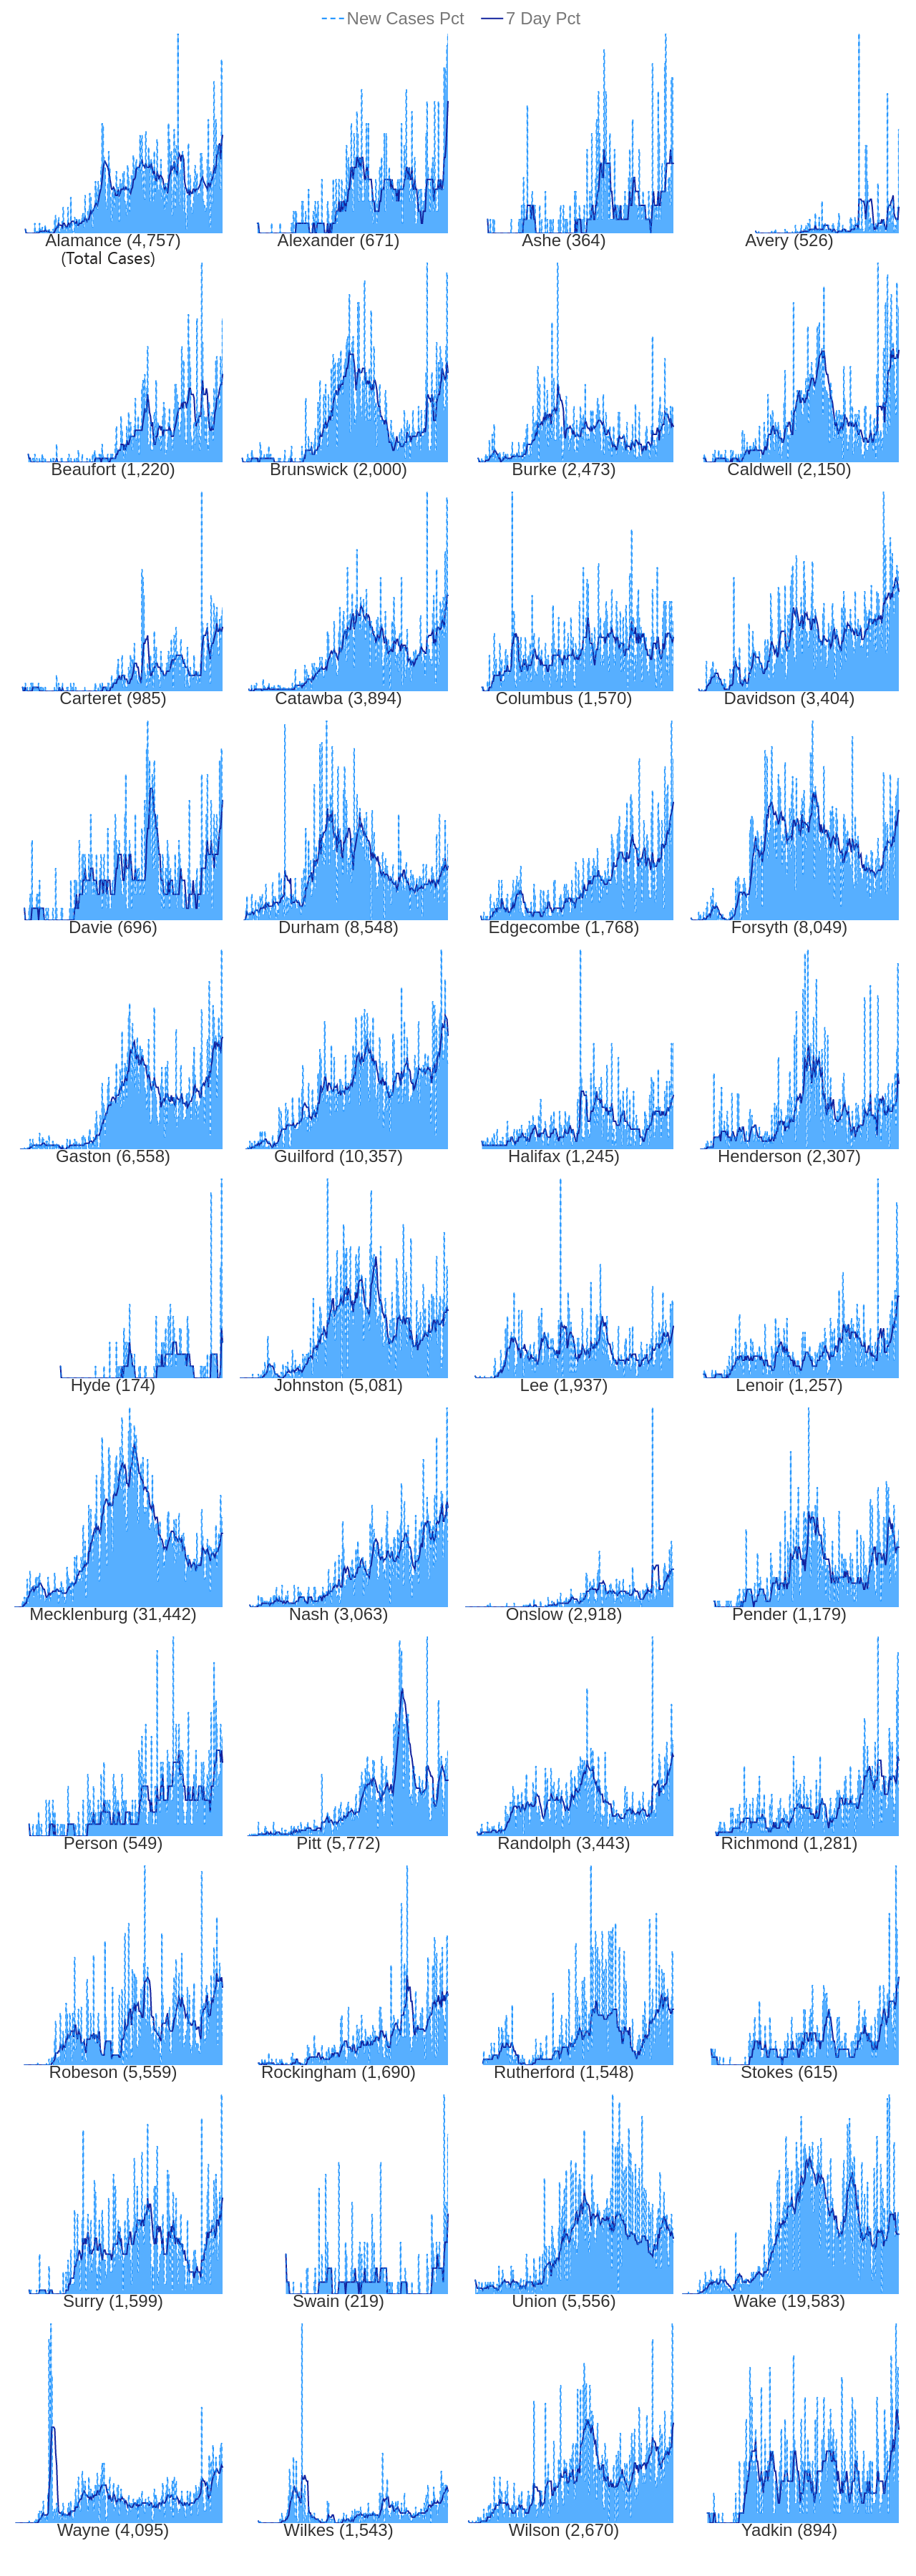 New Cases Pct 7 Day Pct
Alamance (4,757) Alexander (671) Ashe (364) Avery (526)
(Total Cases)
Beaufort (1,220) Brunswick (2,000) Burke (2,473) Caldwell (2,150)
Carteret (985) Catawba (3,894) Columbus (1,570) Davidson (3,404)
Davie (696) Durham (8,548) Edgecombe (1,768) Forsyth (8,049)
Gaston (6,558) Guilford (10,357) Halifax (1,245) Henderson (2,307)
Hyde (174) Johnston (5,081) Lee (1,937) Lenoir (1,257)
Mecklenburg (31,442) Nash (3,063) Onslow (2,918) Pender (1,179)
Person (549) Pitt (5,772) Randolph (3,443) Richmond (1,281)
Robeson (5,559) Rockingham (1,690) Rutherford (1,548) Stokes (615)
Surry (1,599) Swain (219) Union (5,556) Wake (19,583)
Wayne (4,095) Wilkes (1,543) Wilson (2,670) Yadkin (894)